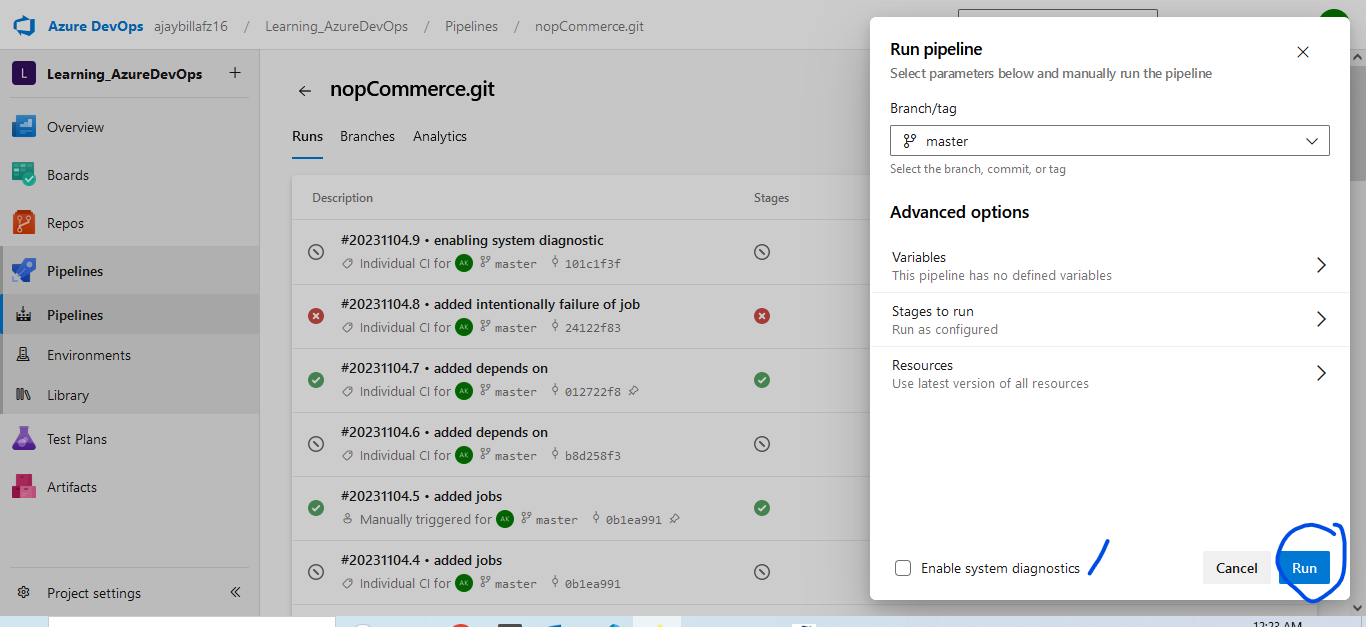 Azure DevOps ajaybillafz16 / Learning_AzureDevOps / Pipelines / nopCommerce.git
L Learning_AzureDevOps +
Overview
Boards
Repos
Pipelines
Pipelines
Environments
Library
Test Plans
Artifacts
Project settings
nopCommerce.git
Runs Branches Analytics
Description Stages
#20231104.9 • enabling system diagnostic
Individual CI for AK master 101c1f3f
#20231104.8 • added intentionally failure of job
Individual CI for AK master 24122f83
#20231104.7 • added depends on
Individual CI for AK master 012722f8
#20231104.6 • added depends on
Individual CI for AK master b8d258f3
#20231104.5 • added jobs
Manually triggered for AK master 0b1ea991
#20231104.4 • added jobs
Individual CI for AK master 0b1ea991
Run pipeline
Select parameters below and manually run the pipeline
Branch/tag
master
Select the branch, commit, or tag
Advanced options
Variables
This pipeline has no defined variables
Stages to run
Run as configured
Resources
Use latest version of all resources
Enable system diagnostics
Cancel Run
12:23 AM